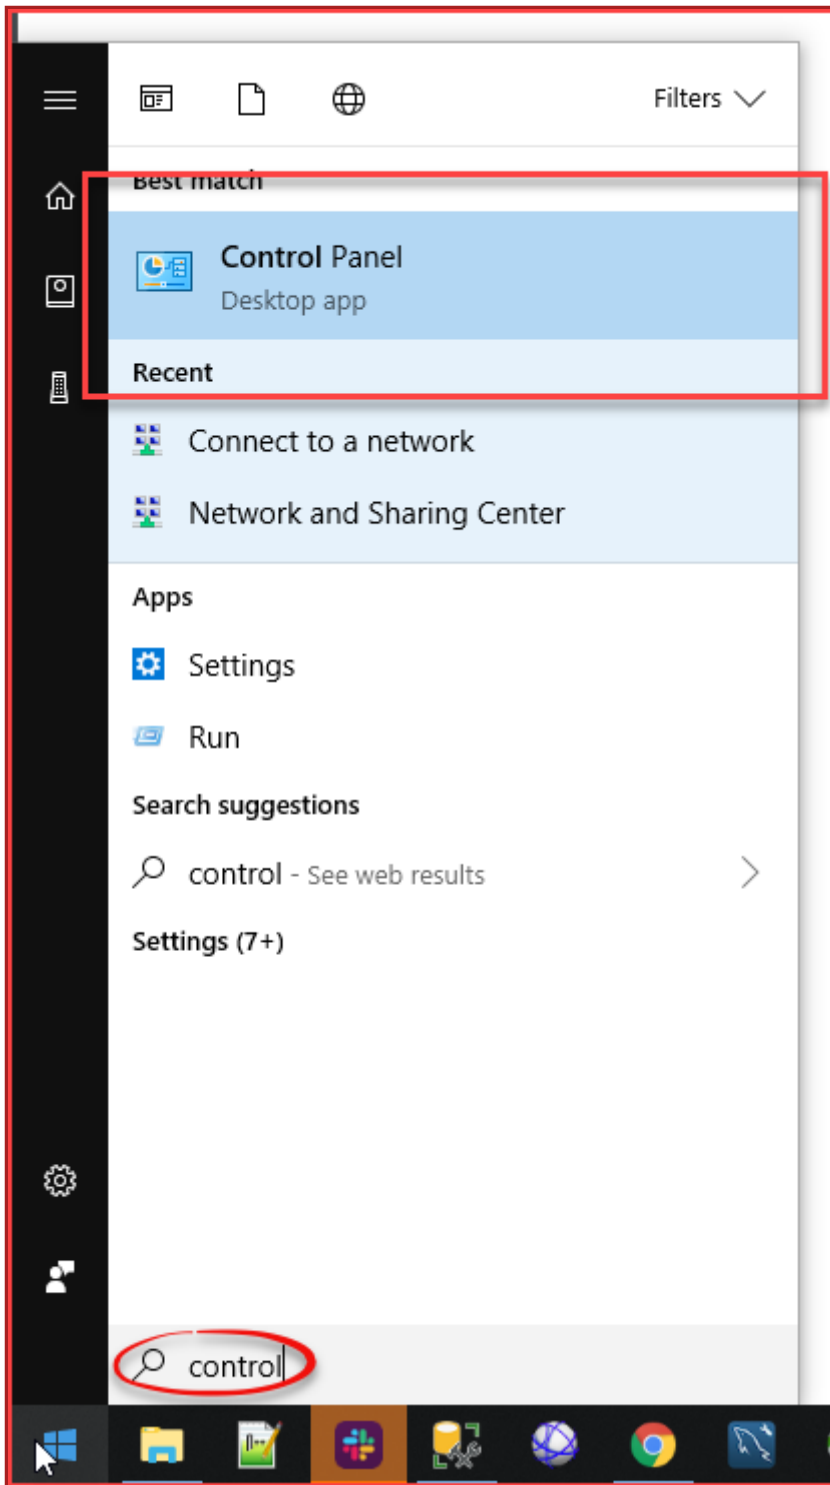 Filters
Best match
Control Panel
Desktop app
Recent
Connect to a network
Network and Sharing Center
Apps
Settings
Run
Search suggestions
control - See web results
Settings (7+)
control